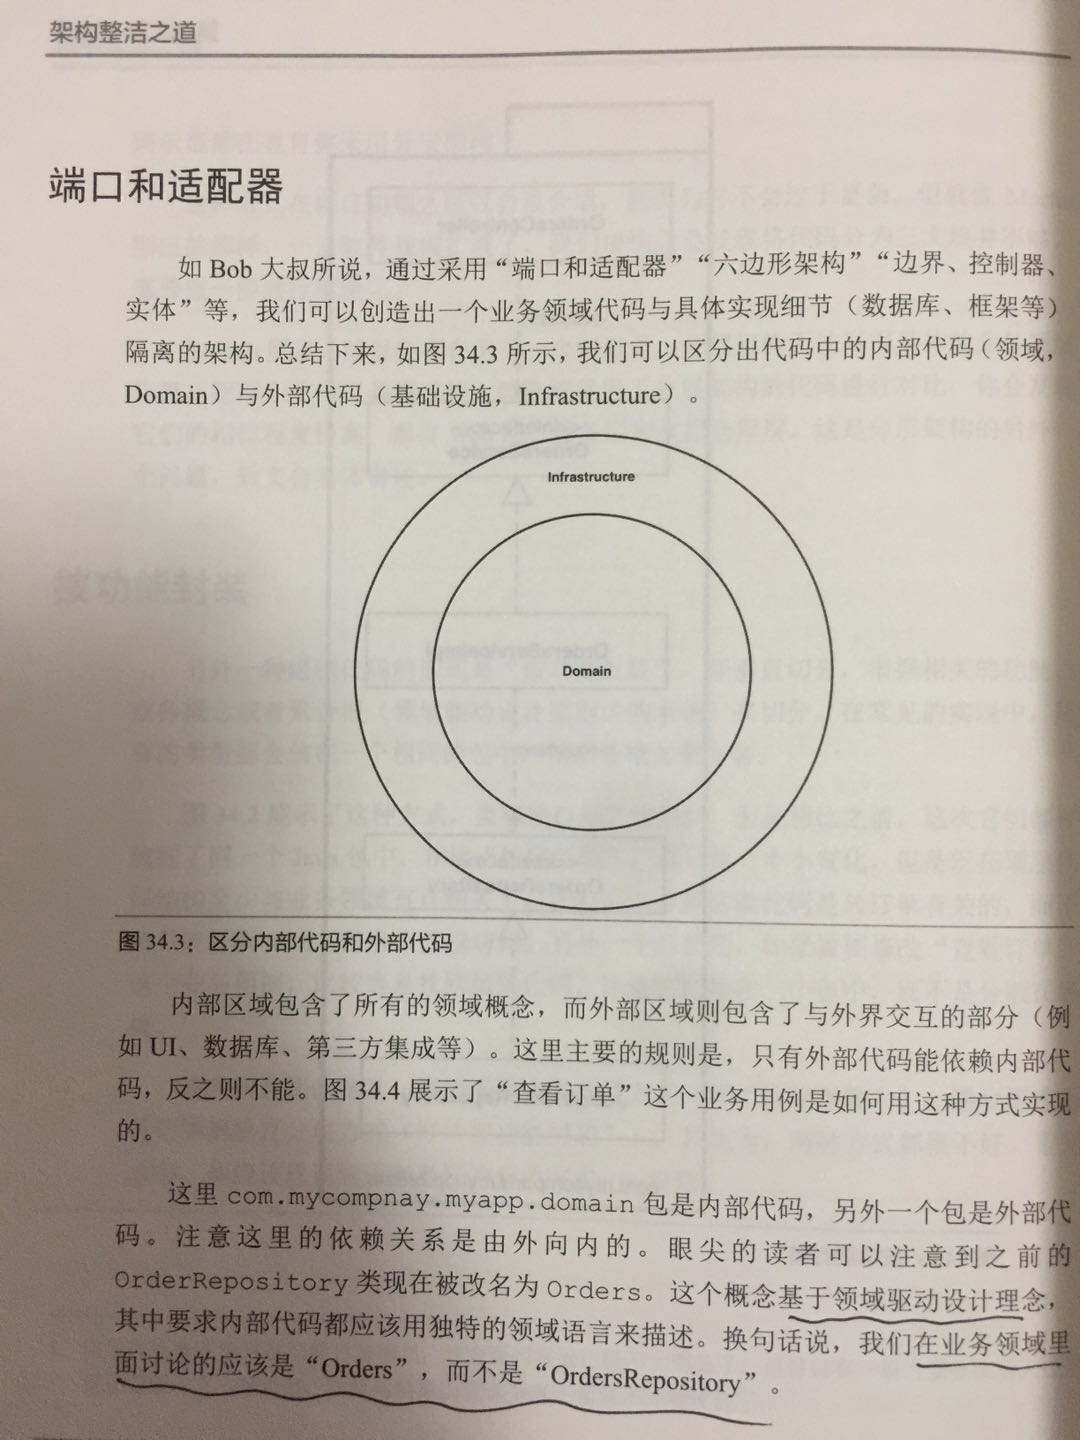 架构整洁之道
端口和适配器
如 Bob 大叔所说，通过采用“端口和适配器”“六边形架构”“边界、控制器、
实体”等，我们可以创造出一个业务领域代码与具体实现细节（数据库、框架等）
隔离的架构。总结下来，如图 34.3 所示，我们可以区分出代码中的内部代码（领域，
Domain）与外部代码（基础设施，Infrastructure）。
Infrastructure
Domain
图 34.3：区分内部代码和外部代码
内部区域包含了所有的领域概念，而外部区域则包含了与外界交互的部分（例
如 UI、数据库、第三方集成等）。这里主要的规则是，只有外部代码能依赖内部代
码，反之则不能。图 34.4 展示了“查看订单”这个业务用例是如何用这种方式实现
的。
这里 com.mycompnay.myapp.domain 包是内部代码，另外一个包是外部代
码。注意这里的依赖关系是由外向内的。眼尖的读者可以注意到之前的
OrderRepository 类现在被改名为 Orders。这个概念基于领域驱动设计理念，
其中要求内部代码都应该用独特的领域语言来描述。换句话说，我们在业务领域里
面讨论的应该是“Orders”，而不是“OrdersRepository”。